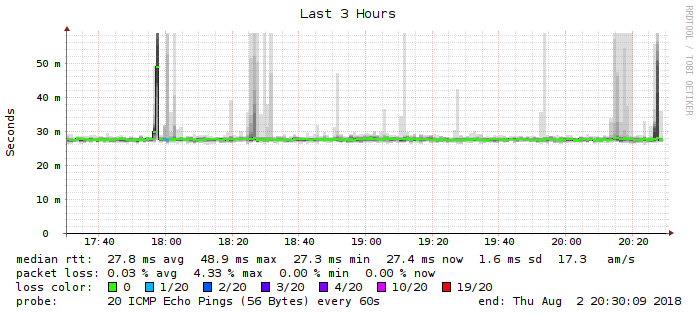 Last 3 Hours
RRDTOOL / TOBI OETIKER
Seconds
50 m
40 m
30 m
20 m
10 m
0
17:40 18:00 18:20 18:40 19:00 19:20 19:40 20:00 20:20
median rtt: 27.8 ms avg 48.9 ms max 27.3 ms min 27.4 ms now 1.6 ms sd 17.3 am/s
packet loss: 0.03 % avg 4.33 % max 0.00 % min 0.00 % now
loss color: 0 1/20 2/20 3/20 4/20 10/20 19/20
probe: 20 ICMP Echo Pings (56 Bytes) every 60s end: Thu Aug 2 20:30:09 2018